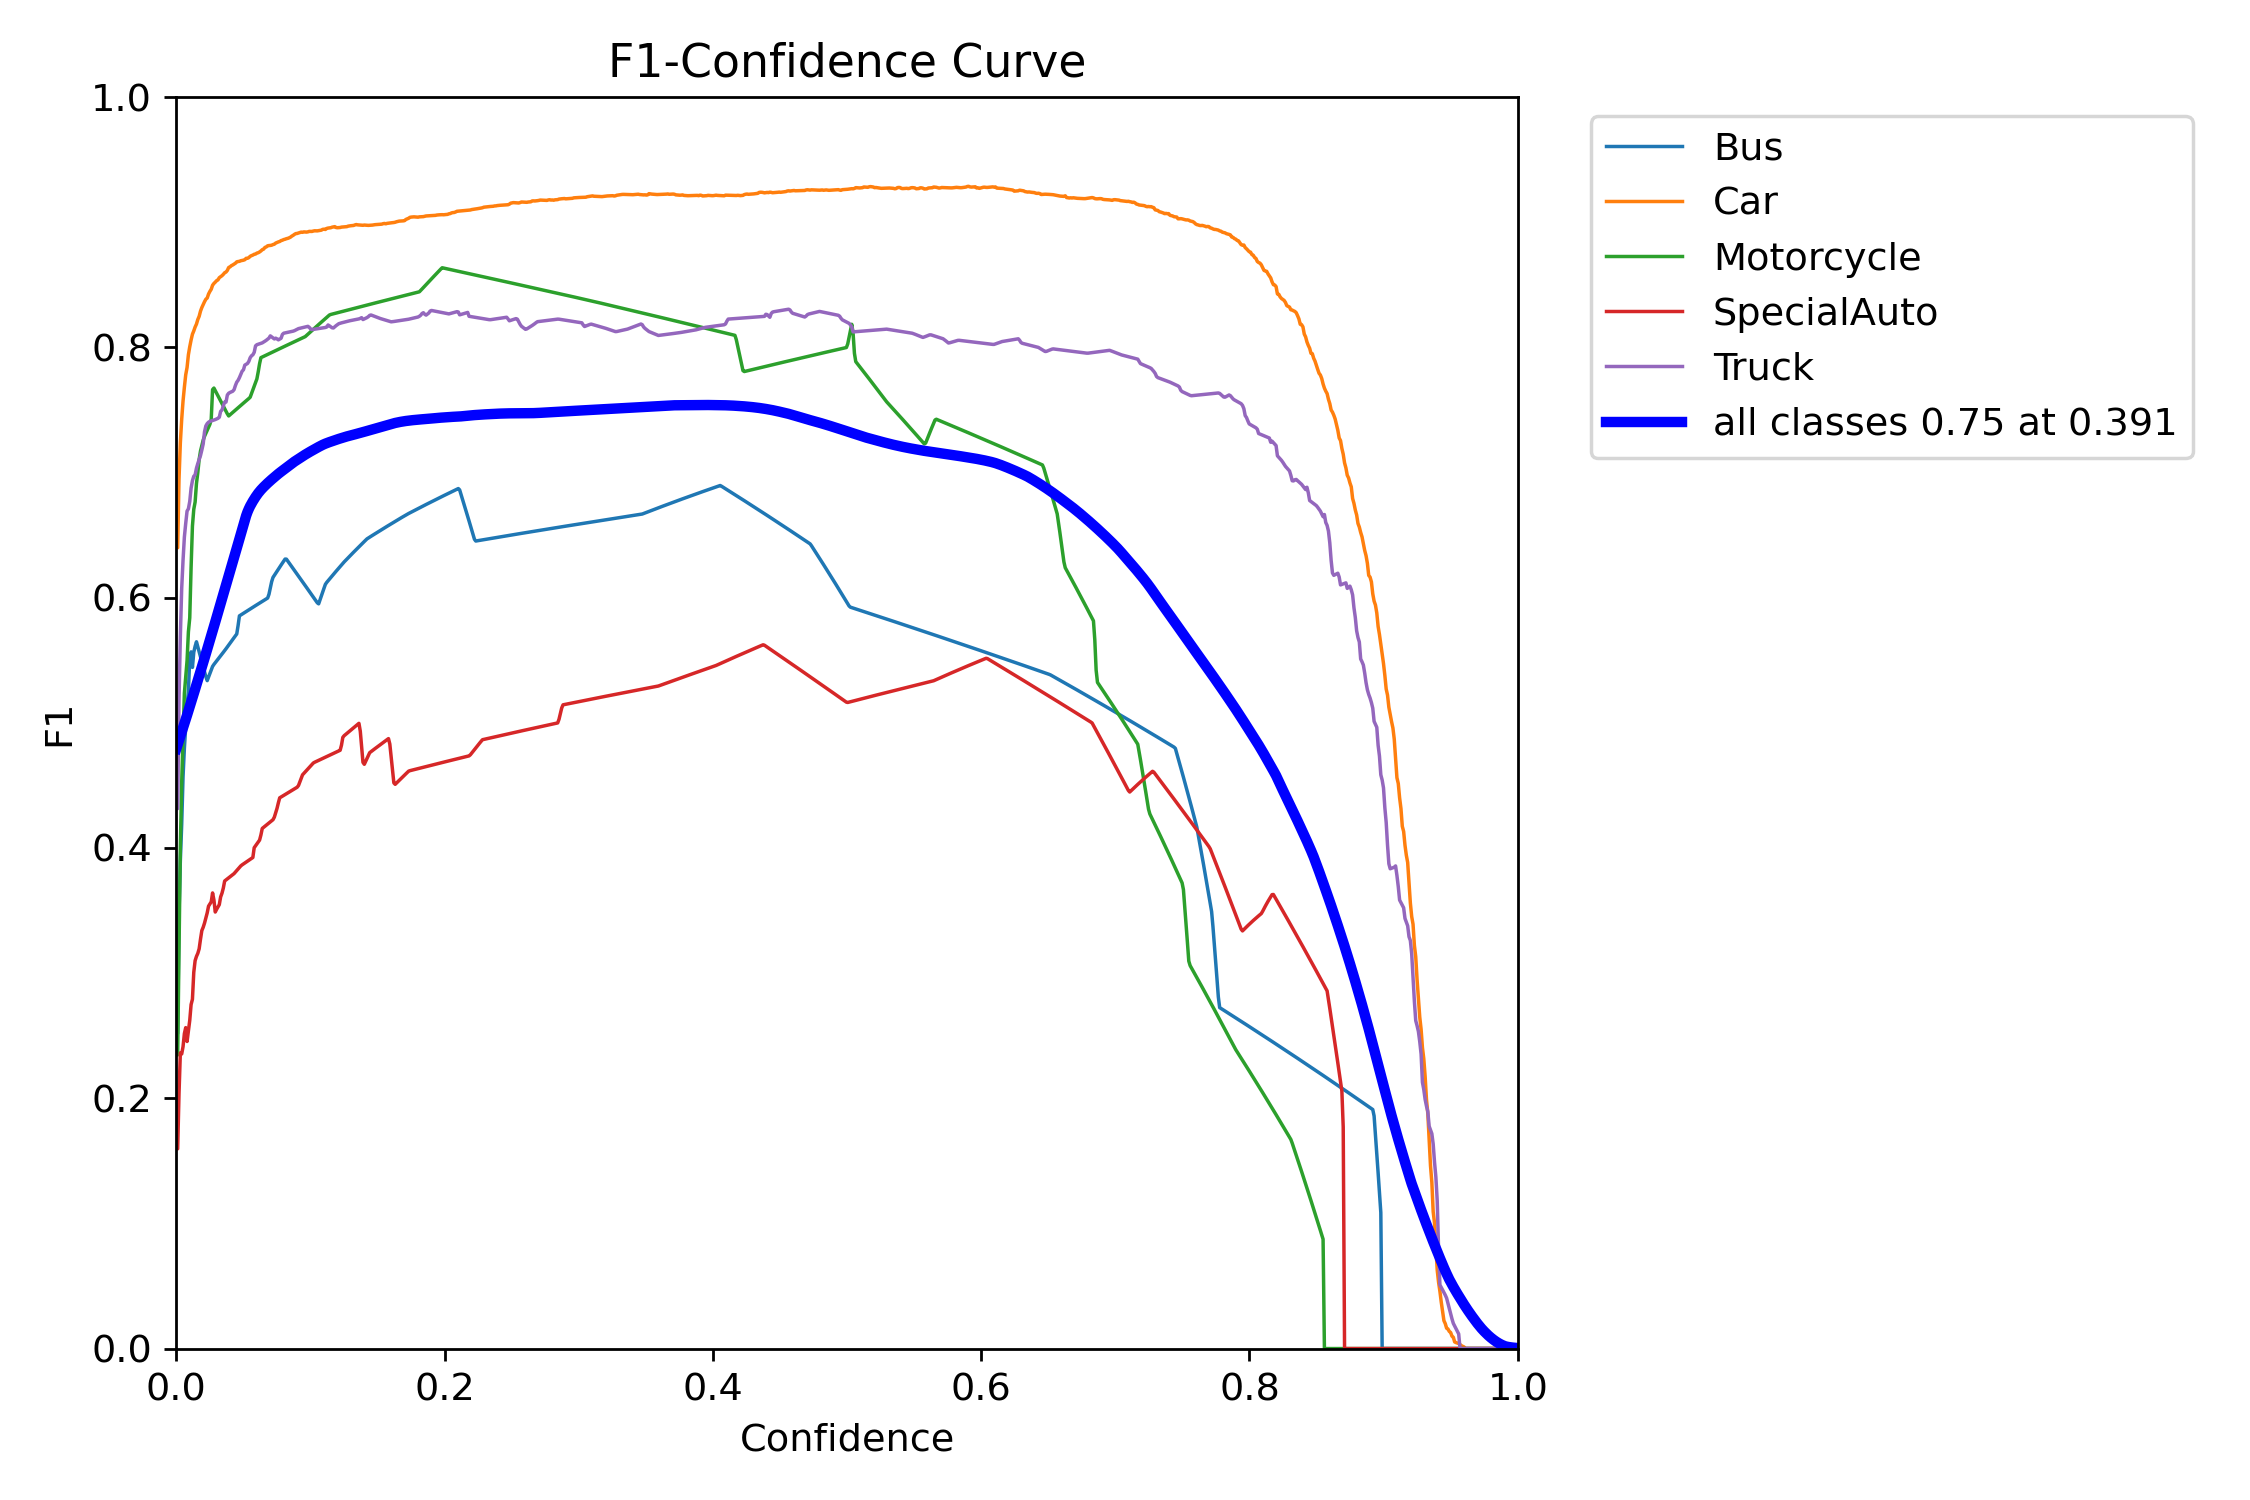 F1-Confidence Curve
1.0
0.8
0.6
0.4
0.2
0.0
F1
0.0 0.2 0.4 0.6 0.8 1.0
Confidence
Bus
Car
Motorcycle
SpecialAuto
Truck
all classes 0.75 at 0.391